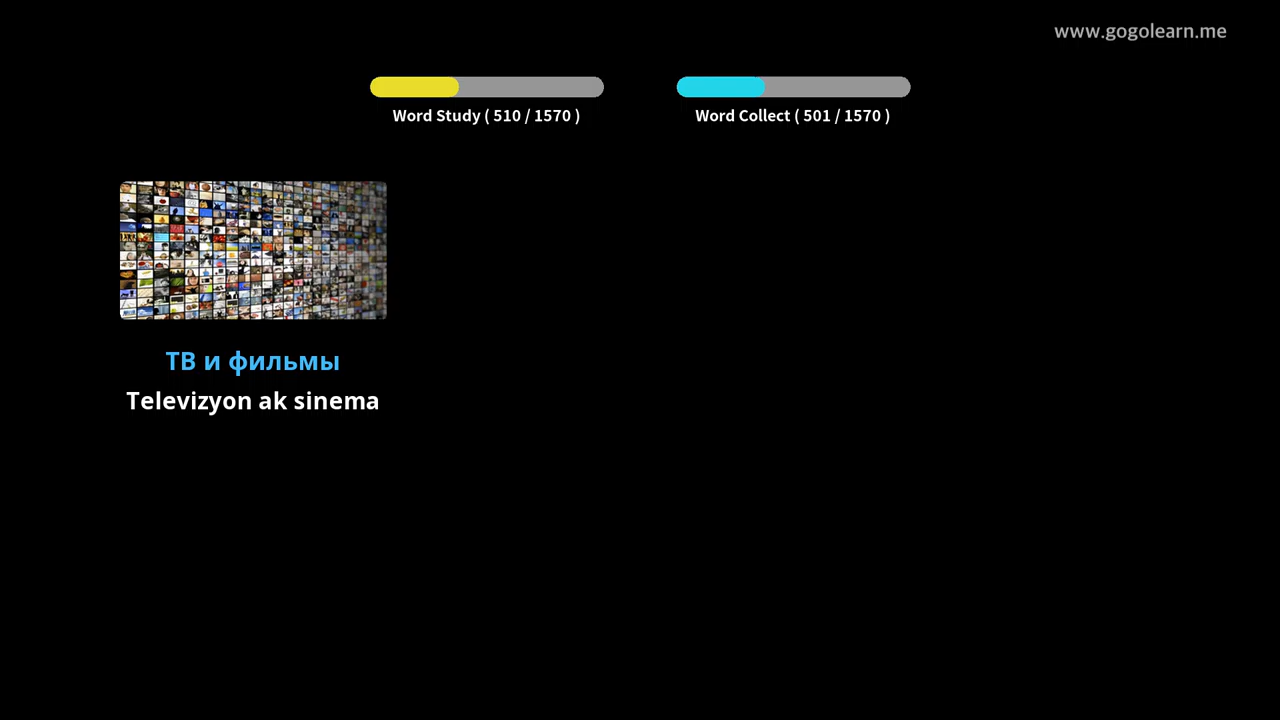 www.gogolearn.me
Word Study ( 510 / 1570 )
Word Collect ( 501 / 1570 )
ТВ и фильмы
Televizyon ak sinema